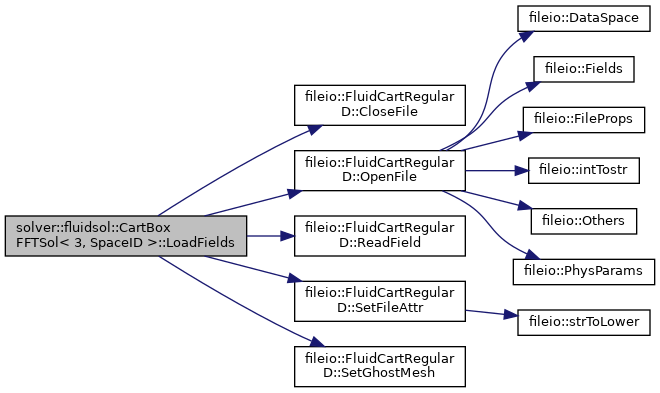 solver::fluidsol::CartBox
FFTSol< 3, SpaceID >::LoadFields
fileio::FluidCartRegular
D::CloseFile
fileio::FluidCartRegular
D::OpenFile
fileio::FluidCartRegular
D::ReadField
fileio::FluidCartRegular
D::SetFileAttr
fileio::FluidCartRegular
D::SetGhostMesh
fileio::DataSpace
fileio::Fields
fileio::FileProps
fileio::intTostr
fileio::Others
fileio::PhysParams
fileio::strToLower